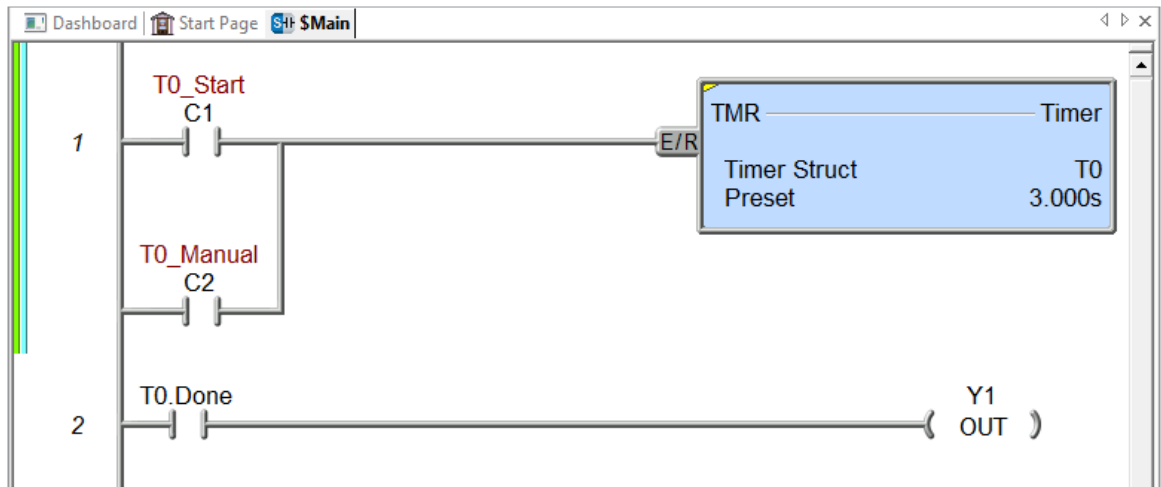 Dashboard Start Page S $Main
T0_Start
C1
1
E/R
TMR Timer
Timer Struct T0
Preset 3.000s
T0_Manual
C2
T0.Done
2
Y1
OUT